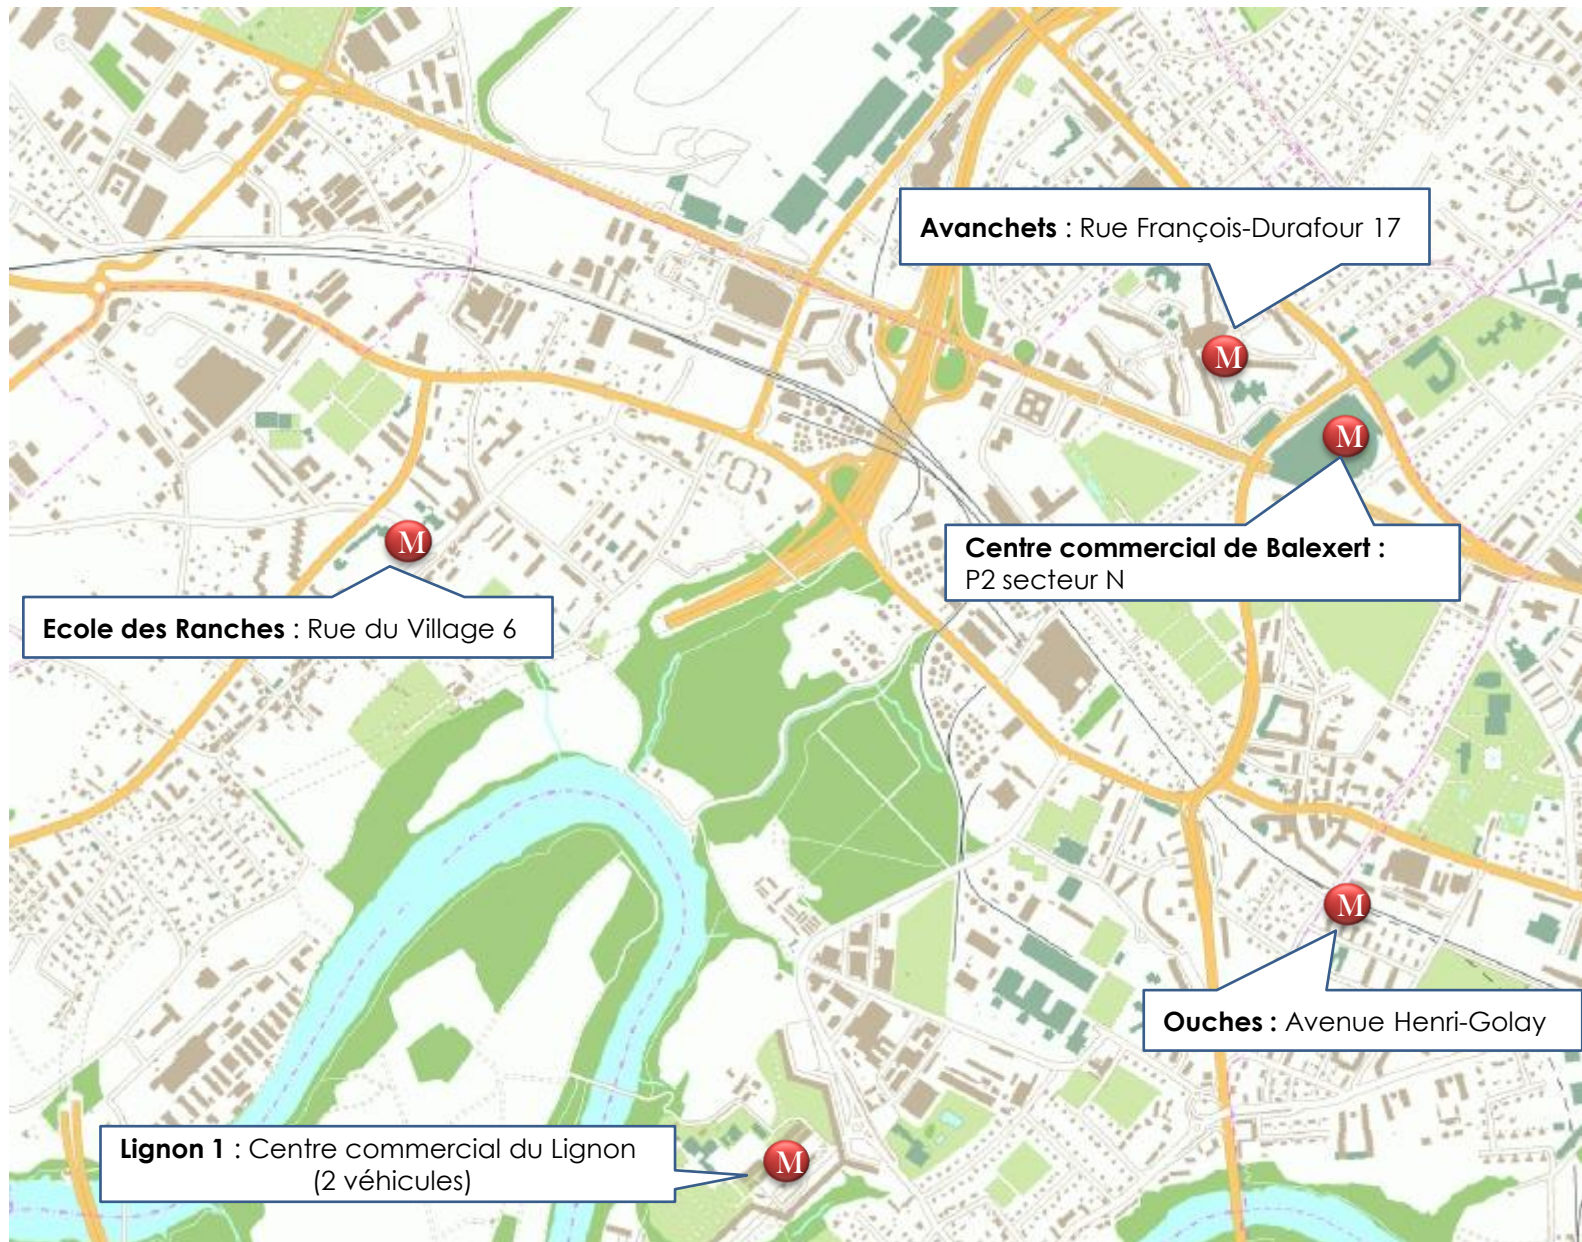 Avanchets : Rue François-Durafour 17
M
M
Centre commercial de Balexert :
P2 secteur N
M
Ecole des Ranches : Rue du Village 6
M
Ouches : Avenue Henri-Golay
Lignon 1 : Centre commercial du Lignon
(2 véhicules)
M